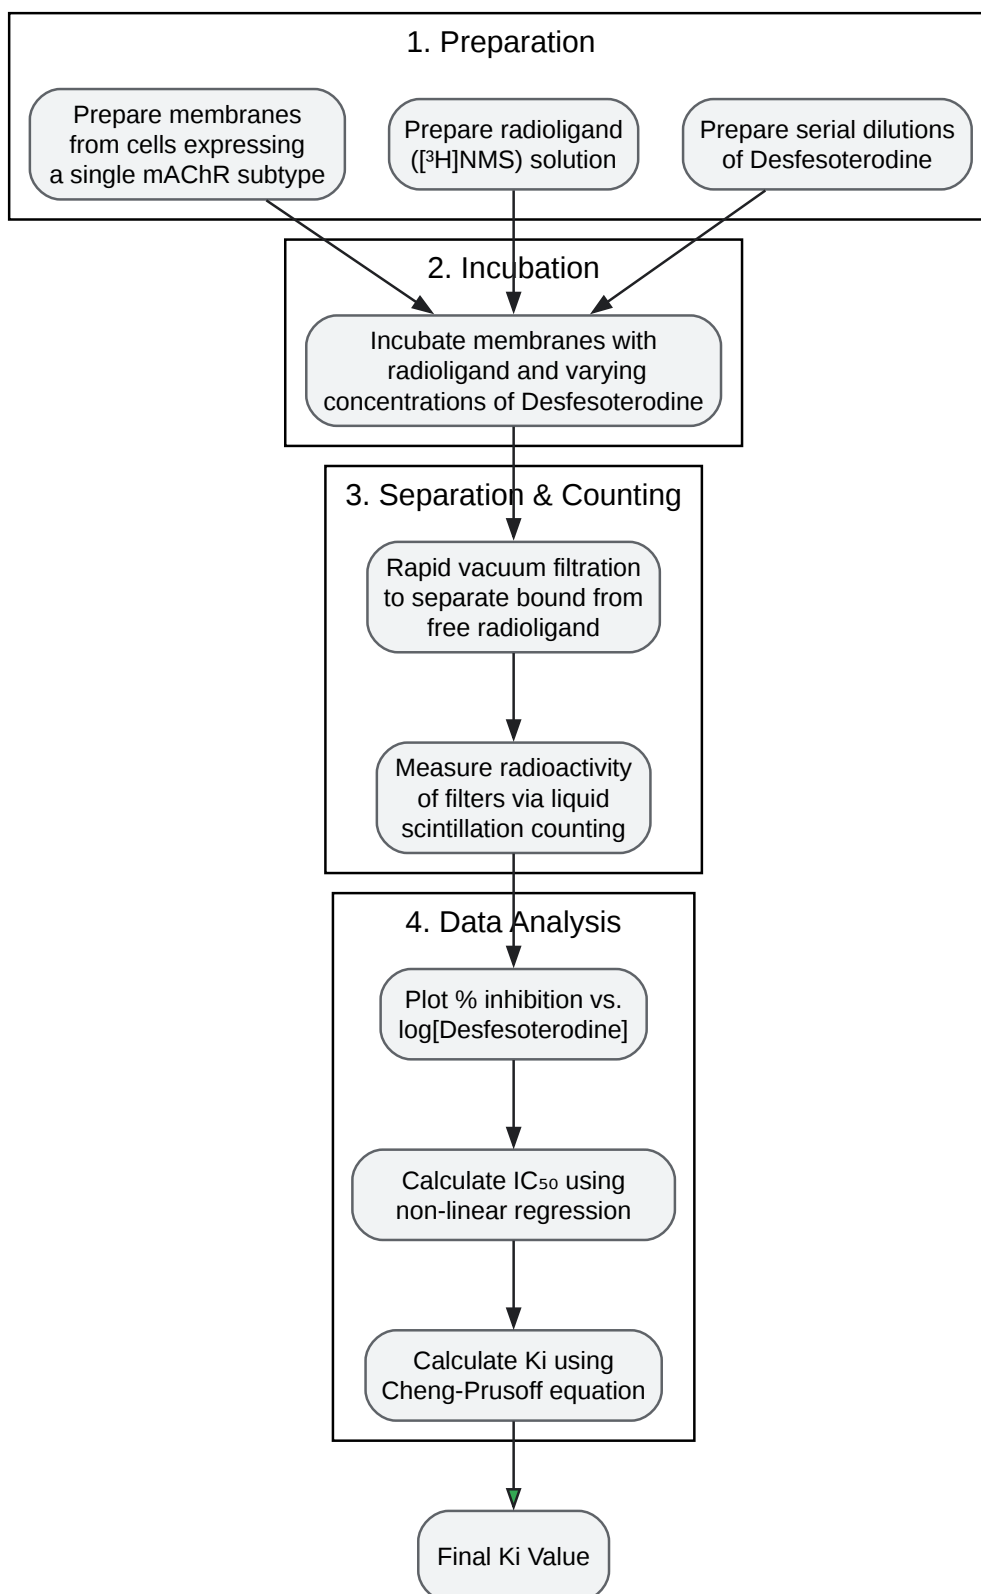 1. Preparation
Prepare membranes
from cells expressing
a single mAChR subtype
Prepare radioligand
([³H]NMS) solution
Prepare serial dilutions
of Desfesoterodine
2. Incubation
Incubate membranes with
radioligand and varying
concentrations of Desfesoterodine
3. Separation & Counting
Rapid vacuum filtration
to separate bound from
free radioligand
Measure radioactivity
of filters via liquid
scintillation counting
4. Data Analysis
Plot % inhibition vs.
log[Desfesoterodine]
Calculate IC₅₀ using
non-linear regression
Calculate Ki using
Cheng-Prusoff equation
Final Ki Value